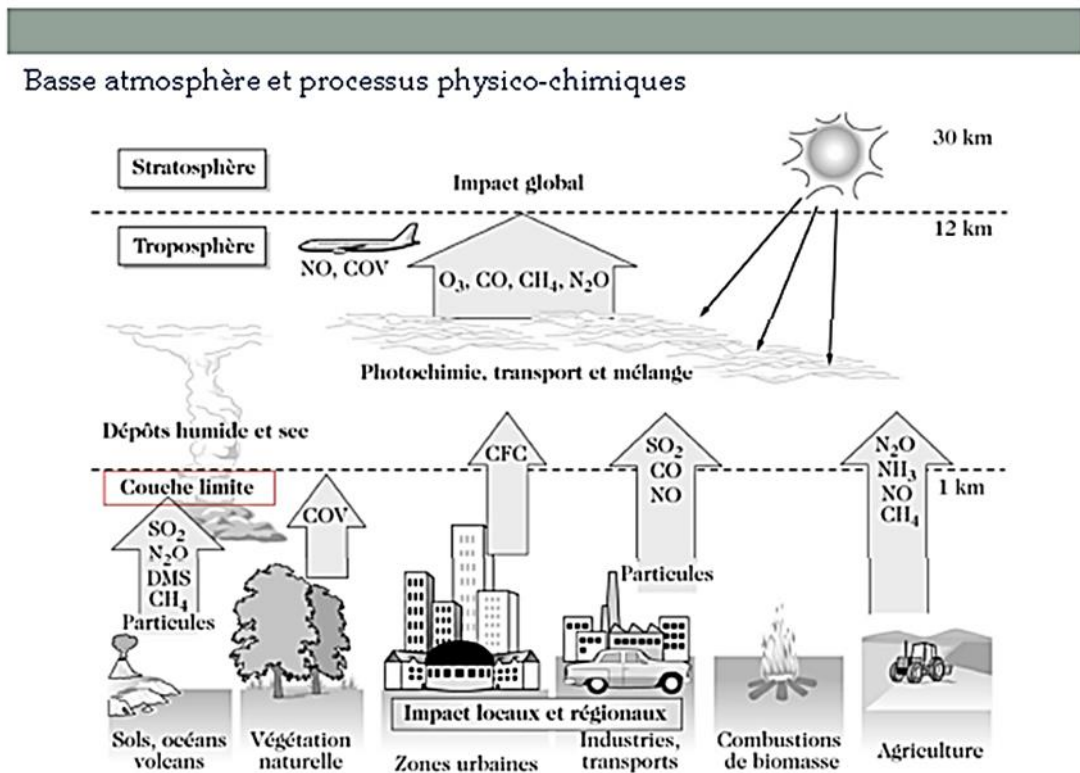 Basse atmosphère et processus physico-chimiques
30 km
Stratosphère
Impact global
12 km
Troposphère
NO, COV
O₃, CO, CH₄, N₂O
Photochimie, transport et mélange
Dépôts humide et sec
CFC
SO₂
CO
NO
N₂O
NH₃
NO
CH₄
1 km
Couche limite
SO₂
N₂O
DMS
CH₄
Particules
COV
Particules
Impact locaux et régionaux
Sols, océans
volcans
Végétation
naturelle
Zones urbaines
Industries,
transports
Combustions
de biomasse
Agriculture